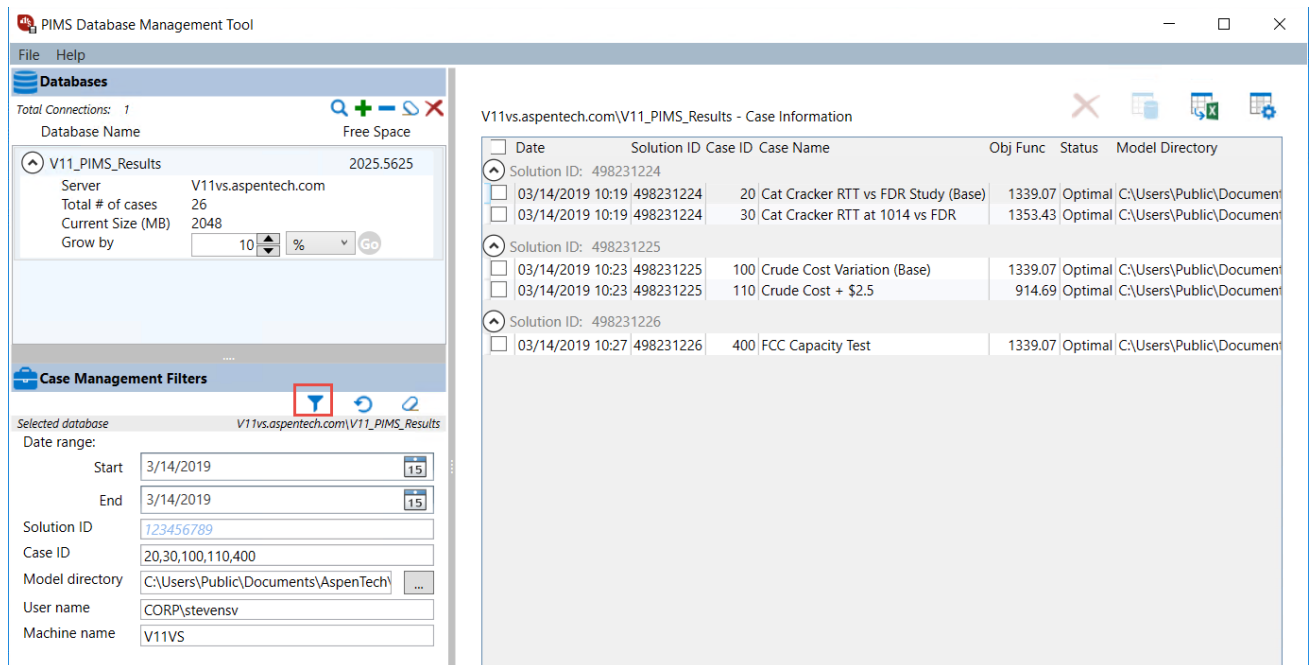 PIMS Database Management Tool
File Help
Databases
Total Connections: 1
Database Name Free Space
V11_PIMS_Results 2025.5625
Server V11vs.aspentech.com
Total # of cases 26
Current Size (MB) 2048
Grow by 10 % Go
....
Case Management Filters
Selected database V11vs.aspentech.com\V11_PIMS_Results
Date range:
Start 3/14/2019 15
End 3/14/2019 15
Solution ID 123456789
Case ID 20,30,100,110,400
Model directory C:\Users\Public\Documents\AspenTech\ ...
User name CORP\stevensv
Machine name V11VS
V11vs.aspentech.com\V11_PIMS_Results - Case Information
Date Solution ID Case ID Case Name Obj Func Status Model Directory
Solution ID: 498231224
03/14/2019 10:19 498231224 20 Cat Cracker RTT vs FDR Study (Base) 1339.07 Optimal C:\Users\Public\Document
03/14/2019 10:19 498231224 30 Cat Cracker RTT at 1014 vs FDR 1353.43 Optimal C:\Users\Public\Document
Solution ID: 498231225
03/14/2019 10:23 498231225 100 Crude Cost Variation (Base) 1339.07 Optimal C:\Users\Public\Document
03/14/2019 10:23 498231225 110 Crude Cost + $2.5 914.69 Optimal C:\Users\Public\Document
Solution ID: 498231226
03/14/2019 10:27 498231226 400 FCC Capacity Test 1339.07 Optimal C:\Users\Public\Document